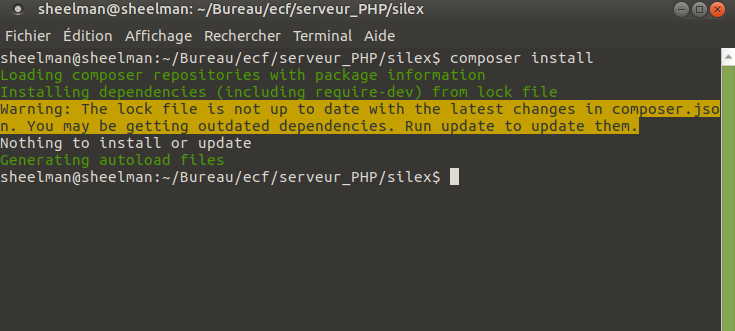 sheelman@sheelman: ~/Bureau/ecf/serveur_PHP/silex
Fichier Édition Affichage Rechercher Terminal Aide
sheelman@sheelman:~/Bureau/ecf/serveur_PHP/silex$ composer install
Loading composer repositories with package information
Installing dependencies (including require-dev) from lock file
Warning: The lock file is not up to date with the latest changes in composer.jso
n. You may be getting outdated dependencies. Run update to update them.
Nothing to install or update
Generating autoload files
sheelman@sheelman:~/Bureau/ecf/serveur_PHP/silex$